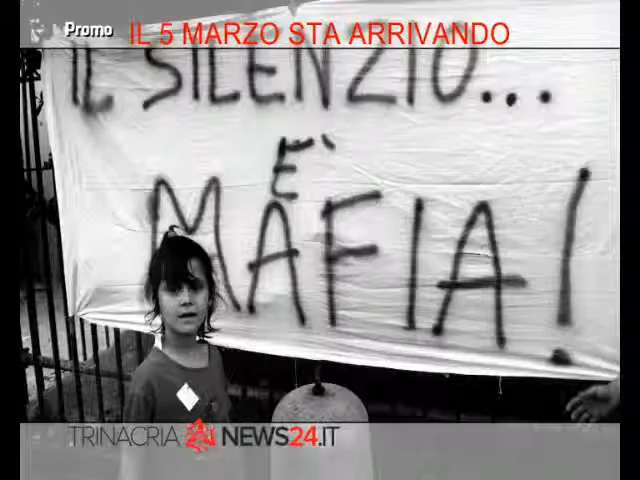 Promo IL 5 MARZO STA ARRIVANDO
IL SILENZIO...
E'
MAFIA!
TRINACRIA NEWS24.IT